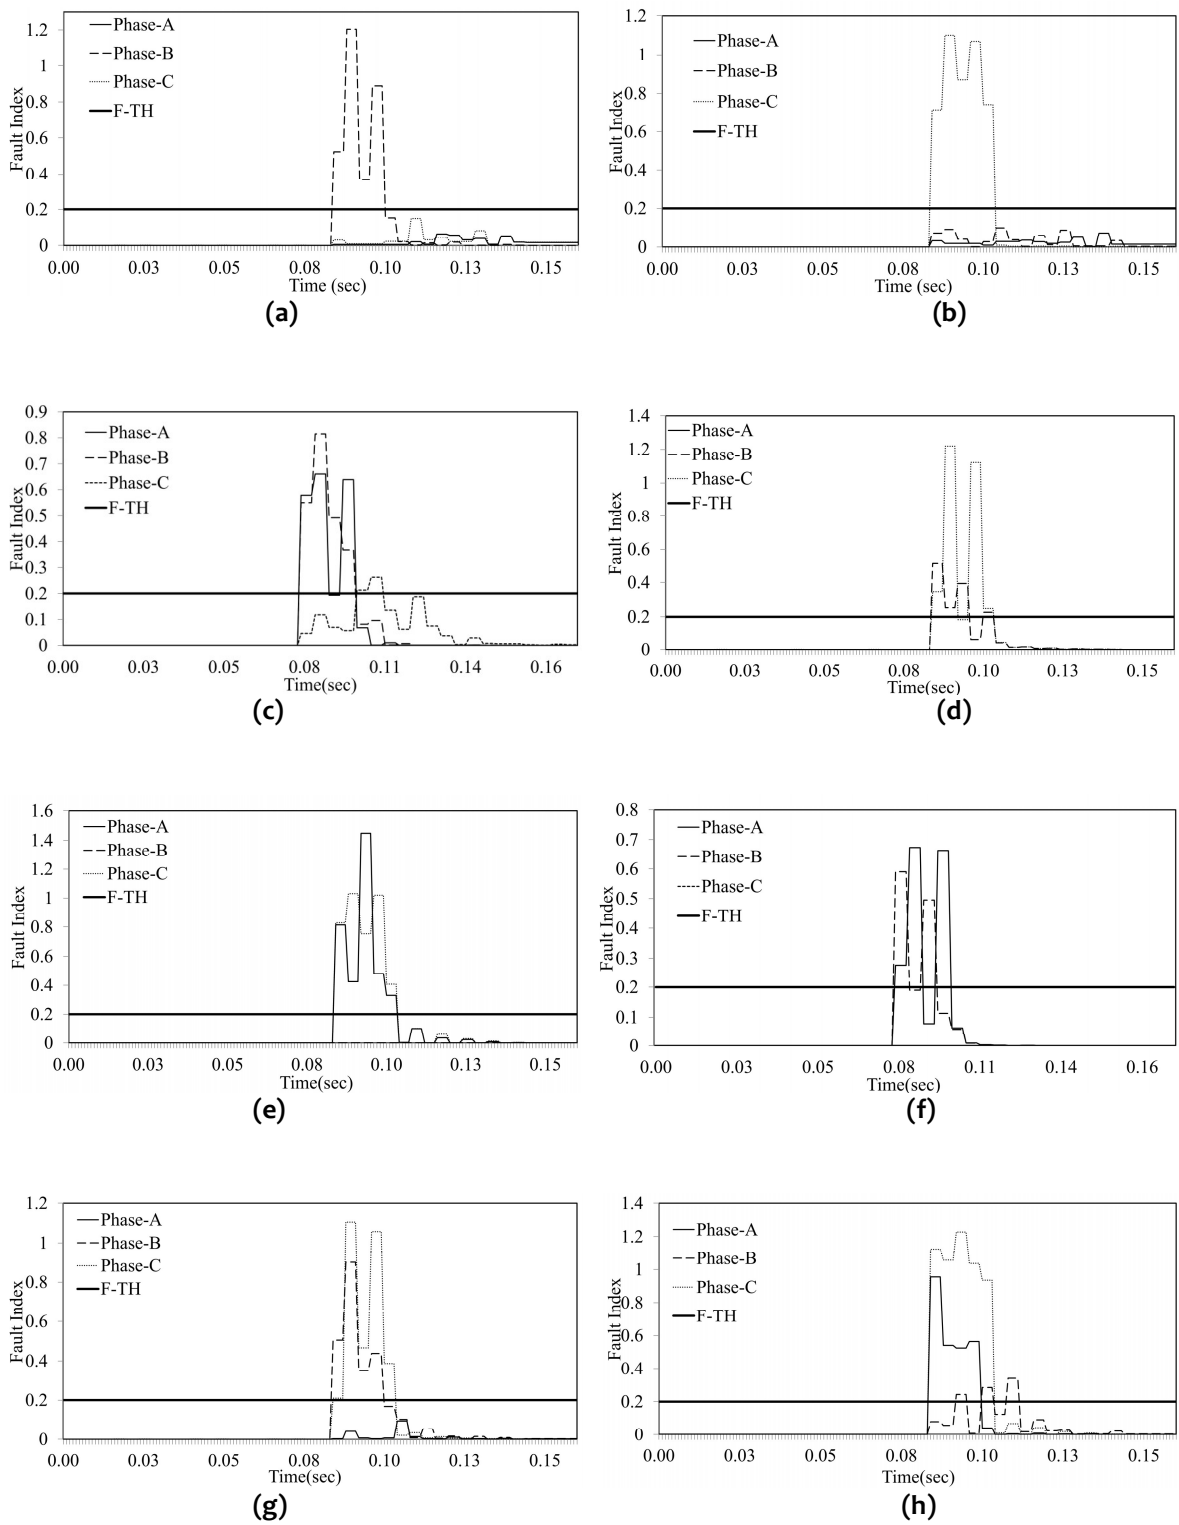 1.2
1
0.8
0.6
0.4
0.2
0
Fault Index
Phase-A
Phase-B
Phase-C
F-TH
0.00 0.03 0.05 0.08 0.10 0.13 0.15
Time (sec)
(a)
1.2
1
0.8
0.6
0.4
0.2
0
Fault Index
Phase-A
Phase-B
Phase-C
F-TH
0.00 0.03 0.05 0.08 0.10 0.13 0.15
Time (sec)
(b)
0.9
0.8
0.7
0.6
0.5
0.4
0.3
0.2
0.1
0
Fault Index
Phase-A
Phase-B
Phase-C
F-TH
0.00 0.03 0.05 0.08 0.11 0.14 0.16
Time(sec)
(c)
1.4
1.2
1
0.8
0.6
0.4
0.2
0
Fault Index
Phase-A
Phase-B
Phase-C
F-TH
0.00 0.03 0.05 0.08 0.10 0.13 0.15
Time(sec)
(d)
1.6
1.4
1.2
1
0.8
0.6
0.4
0.2
0
Fault Index
Phase-A
Phase-B
Phase-C
F-TH
0.00 0.03 0.05 0.08 0.10 0.13 0.15
Time(sec)
(e)
0.8
0.7
0.6
0.5
0.4
0.3
0.2
0.1
0
Fault Index
Phase-A
Phase-B
Phase-C
F-TH
0.00 0.03 0.05 0.08 0.11 0.14 0.16
Time(sec)
(f)
1.2
1
0.8
0.6
0.4
0.2
0
Fault Index
Phase-A
Phase-B
Phase-C
F-TH
0.00 0.03 0.05 0.08 0.10 0.13 0.15
Time(sec)
(g)
1.4
1.2
1
0.8
0.6
0.4
0.2
0
Fault Index
Phase-A
Phase-B
Phase-C
F-TH
0.00 0.03 0.05 0.08 0.10 0.13 0.15
Time(sec)
(h)